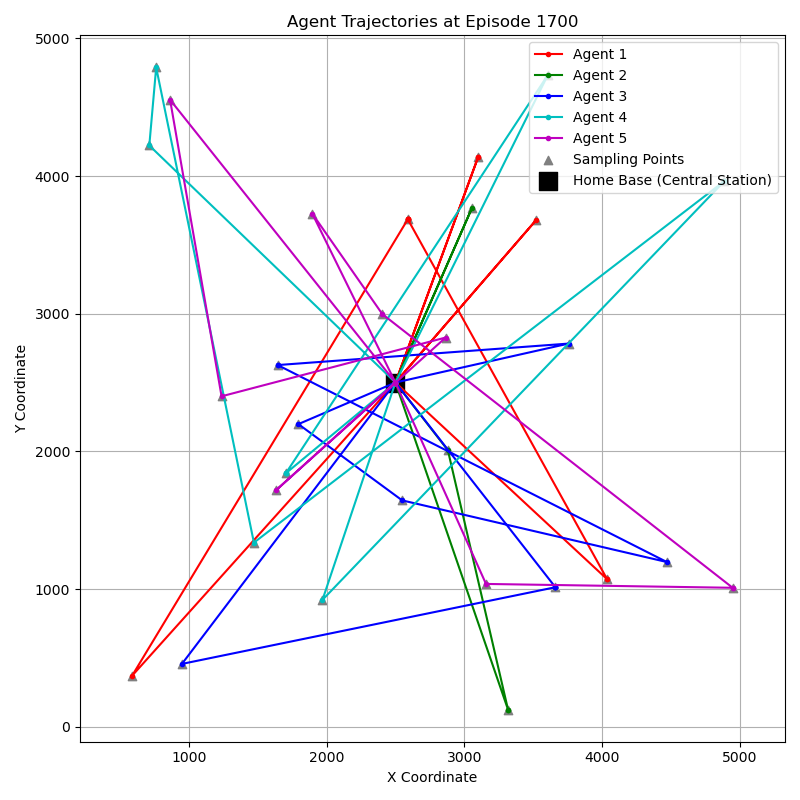 Agent Trajectories at Episode 1700
5000
4000
3000
2000
1000
0
Y Coordinate
Agent 1
Agent 2
Agent 3
Agent 4
Agent 5
Sampling Points
Home Base (Central Station)
1000 2000 3000 4000 5000
X Coordinate